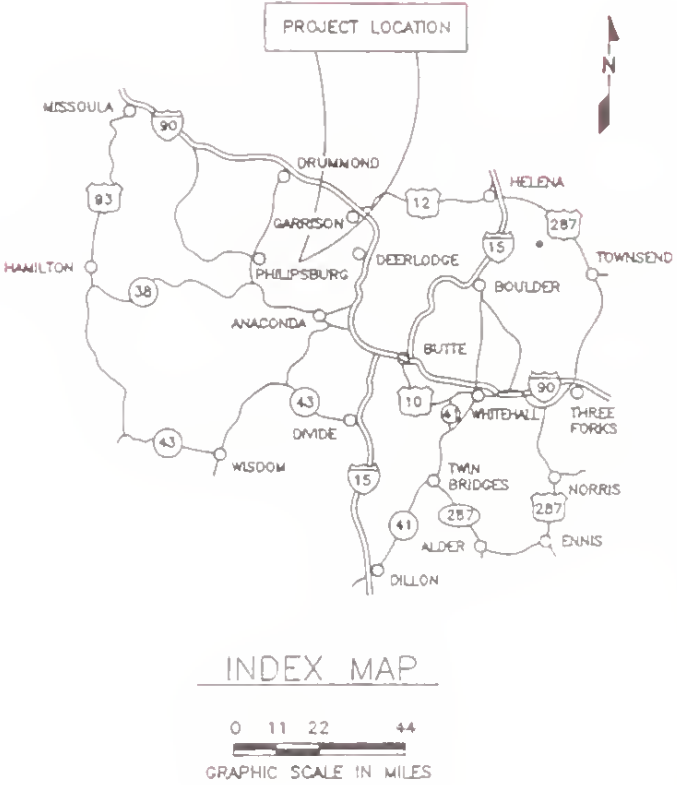 PROJECT LOCATION
N
MISSOULA
90
DRUMMOND
HELENA
93
12
GARRISON
287
15
HAMILTON
PHILIPSBURG
DEERLODGE
TOWNSEND
38
BOULDER
ANACONDA
BUTTE
90
43
10
41
WHITEHALL
THREE
FORKS
DIVIDE
43
WISDOM
15
TWIN
BRIDGES
NORRIS
287
287
41
ALDER
ENNIS
DILLON
INDEX MAP
0 11 22 44
GRAPHIC SCALE IN MILES